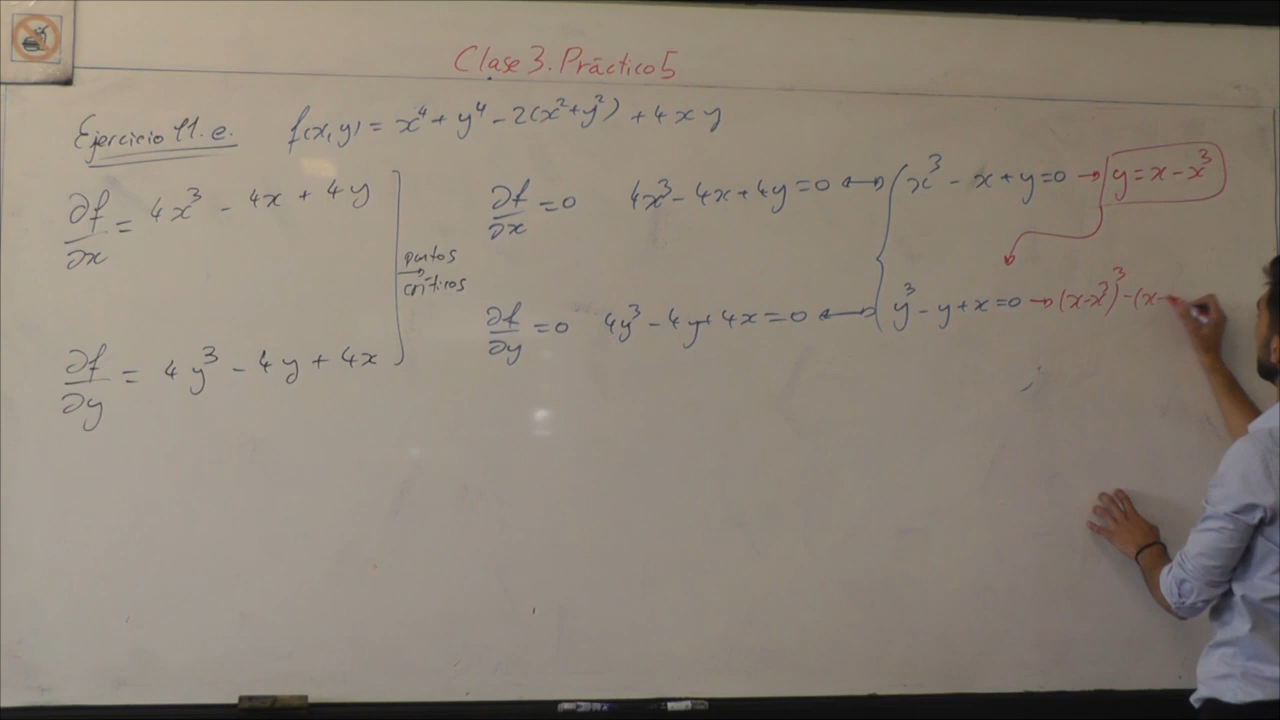 Clase 3. Práctico 5
Ejercicio 11.e. f(x,y) = x⁴ + y⁴ - 2(x² + y²) + 4xy
∂f/∂x = 4x³ - 4x + 4y
∂f/∂y = 4y³ - 4y + 4x
puntos
críticos
∂f/∂x = 0 4x³ - 4x + 4y = 0 ↔ x³ - x + y = 0 → y = x - x³
∂f/∂y = 0 4y³ - 4y + 4x = 0 ↔ y³ - y + x = 0 → (x - x³)³ - (x -